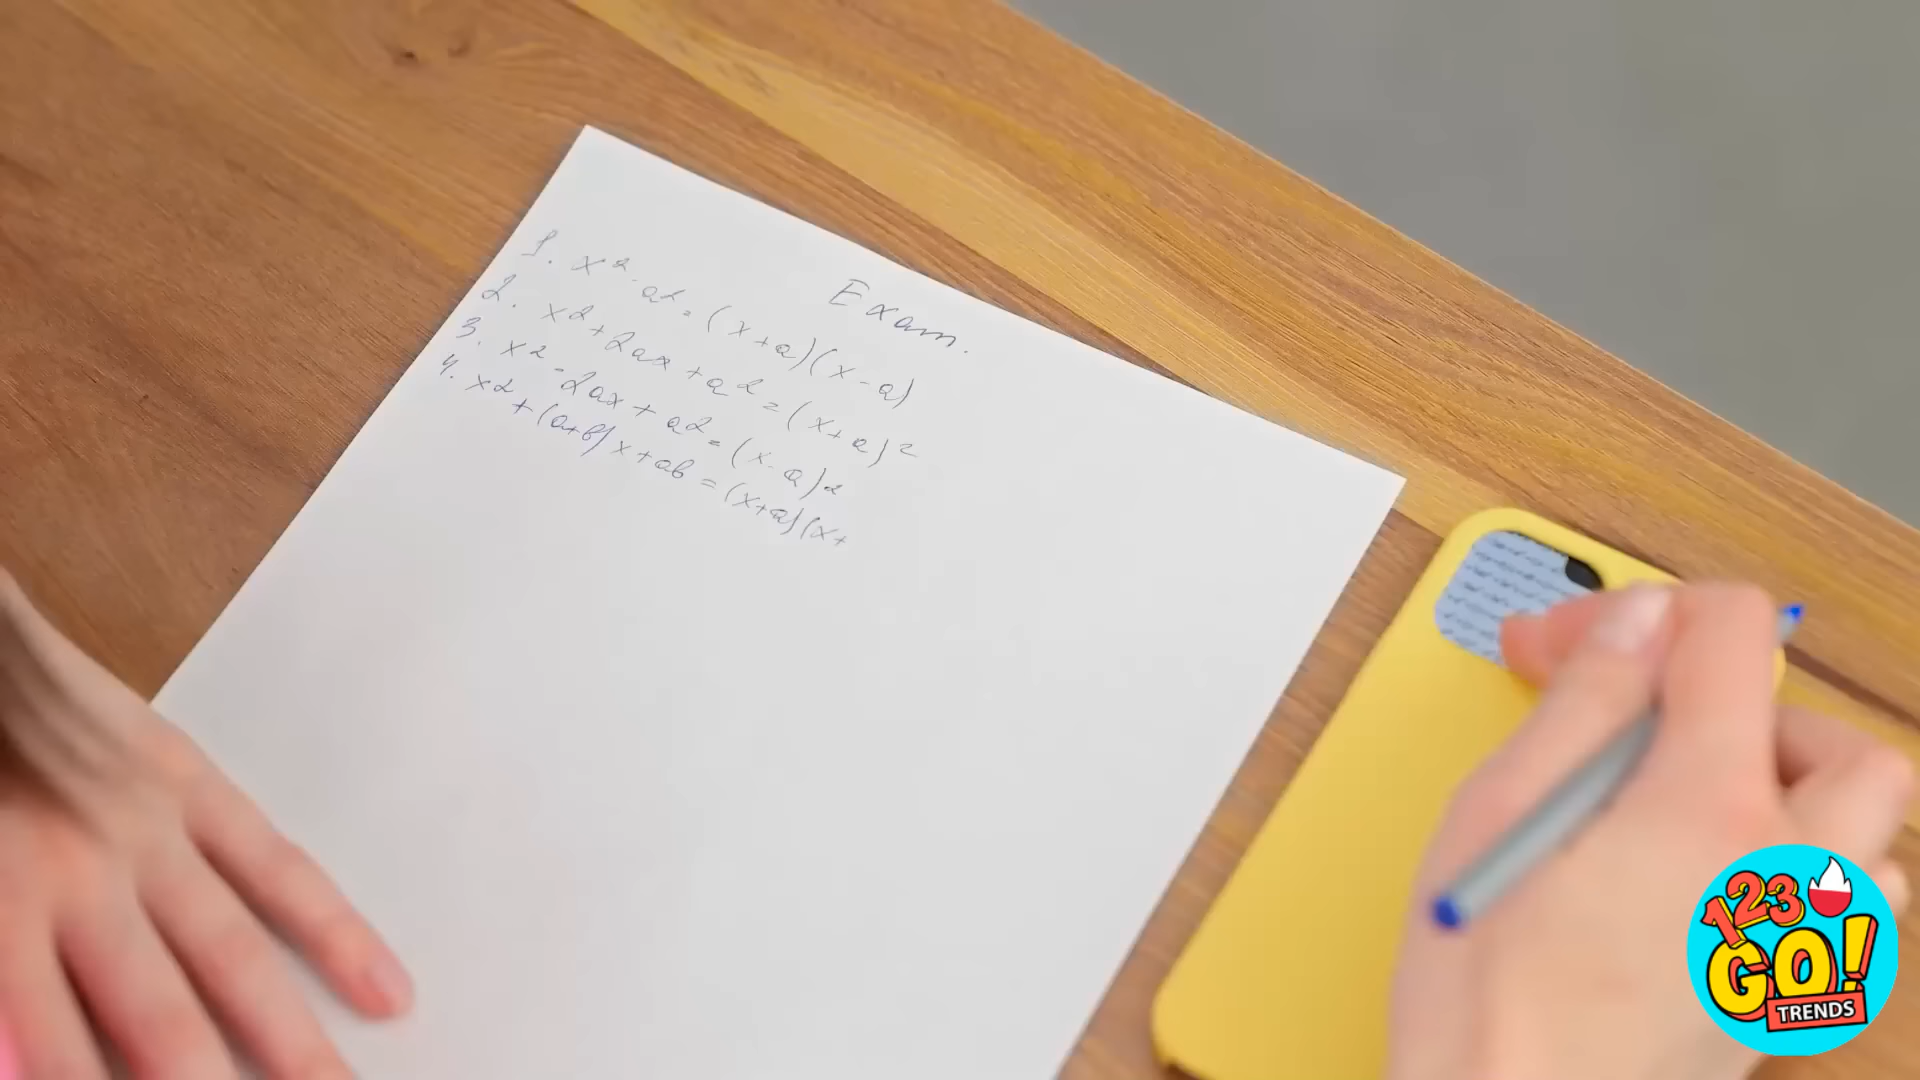 Exam.
1. x² - a² = (x+a)(x-a)
2. x² + 2ax + a² = (x+a)²
3. x² - 2ax + a² = (x-a)²
4. x² + (a+b)x + ab = (x+a)(x+
123
GO!
TRENDS